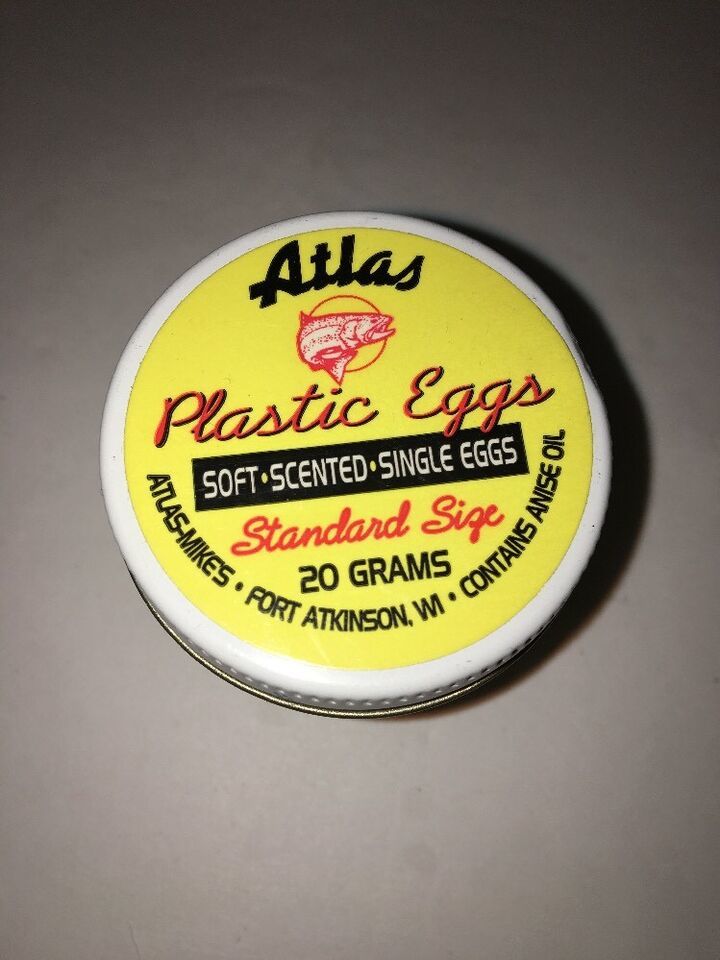 Atlas
Plastic Eggs
SOFT•SCENTED•SINGLE EGGS
Standard Size
20 GRAMS
ATLAS-MIKE'S • FORT ATKINSON, WI • CONTAINS ANISE OIL